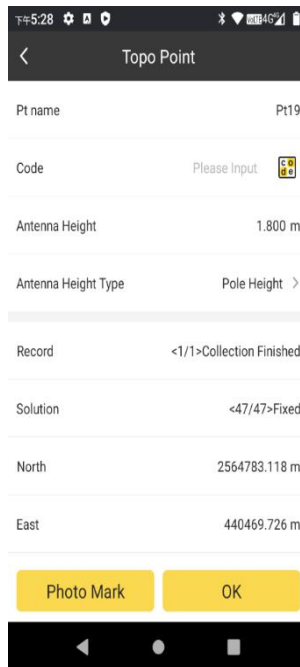 下午5:28 4G
Topo Point
Pt name Pt19
Code Please Input code
Antenna Height 1.800 m
Antenna Height Type Pole Height >
Record <1/1>Collection Finished
Solution <47/47>Fixed
North 2564783.118 m
East 440469.726 m
Photo Mark OK